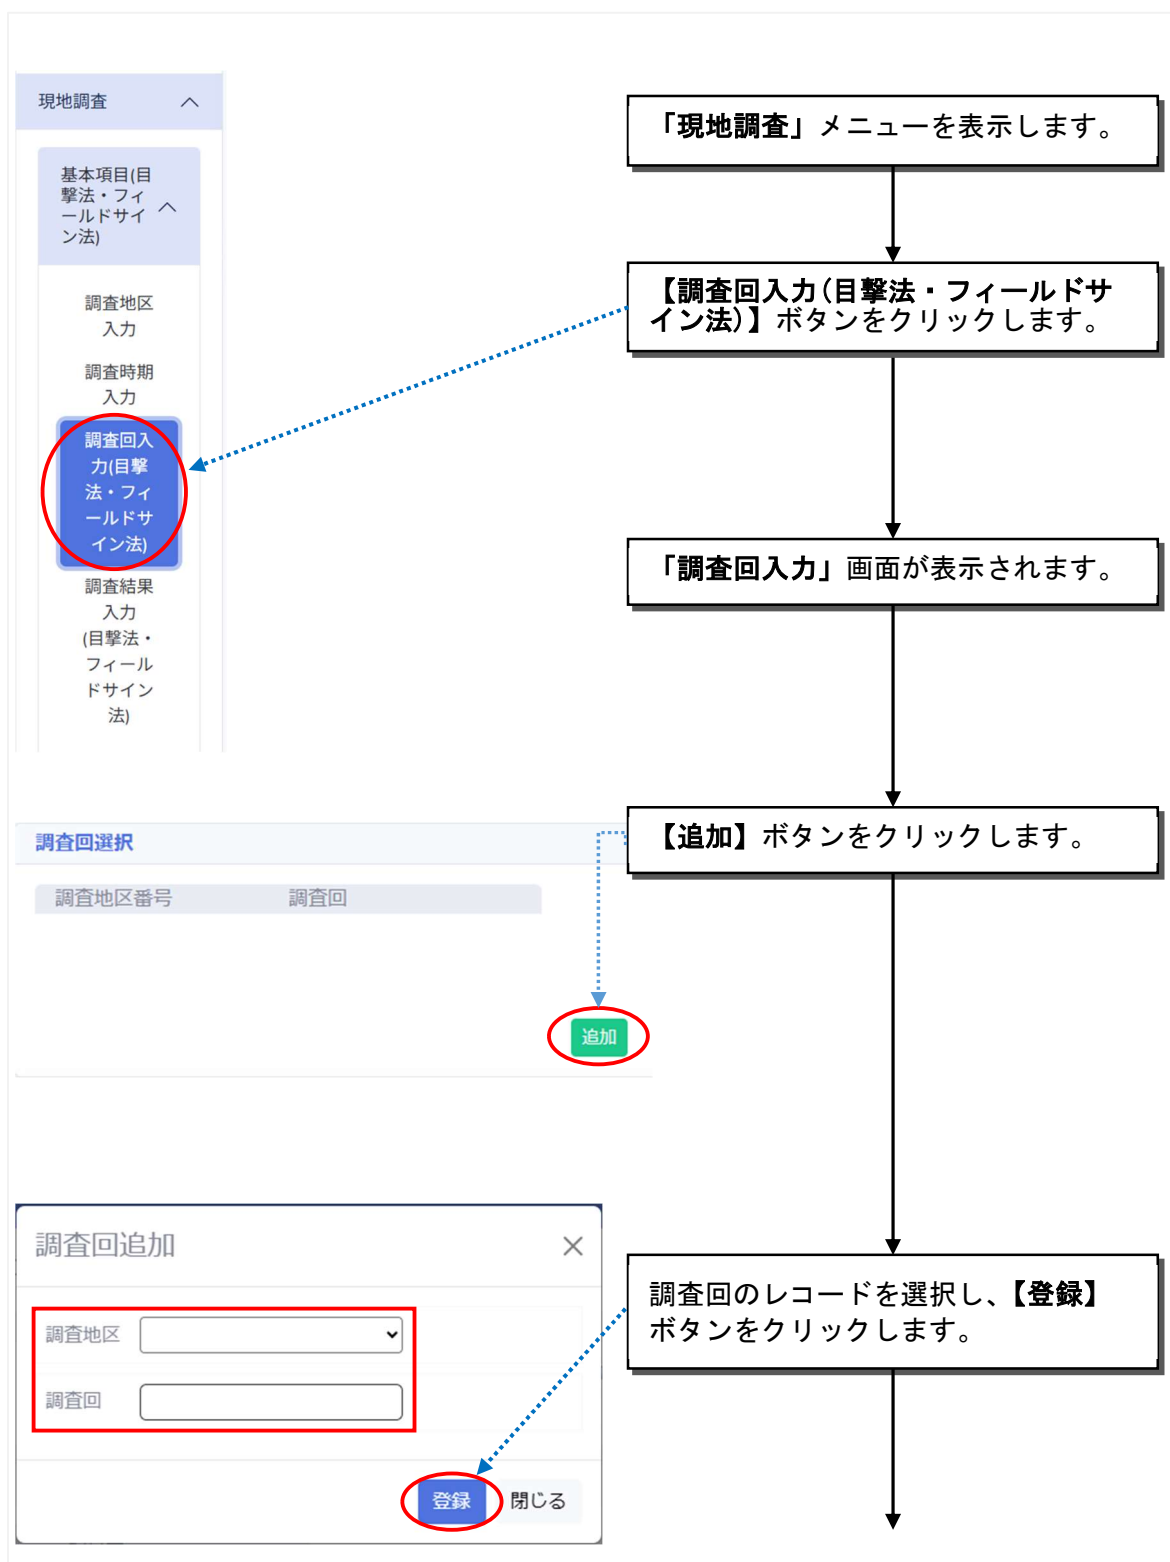 現地調査
基本項目(目
撃法・フィ
ールドサイ
ン法)
調査地区
入力
調査時期
入力
調査回入
力(目撃
法・フィ
ールドサ
イン法)
調査結果
入力
(目撃法・
フィール
ドサイン
法)
「現地調査」メニューを表示します。
【調査回入力(目撃法・フィールドサ
イン法)】ボタンをクリックします。
「調査回入力」画面が表示されます。
調査回選択
調査地区番号 調査回
追加
【追加】ボタンをクリックします。
調査回追加
調査地区
調査回
登録 閉じる
調査回のレコードを選択し、【登録】
ボタンをクリックします。